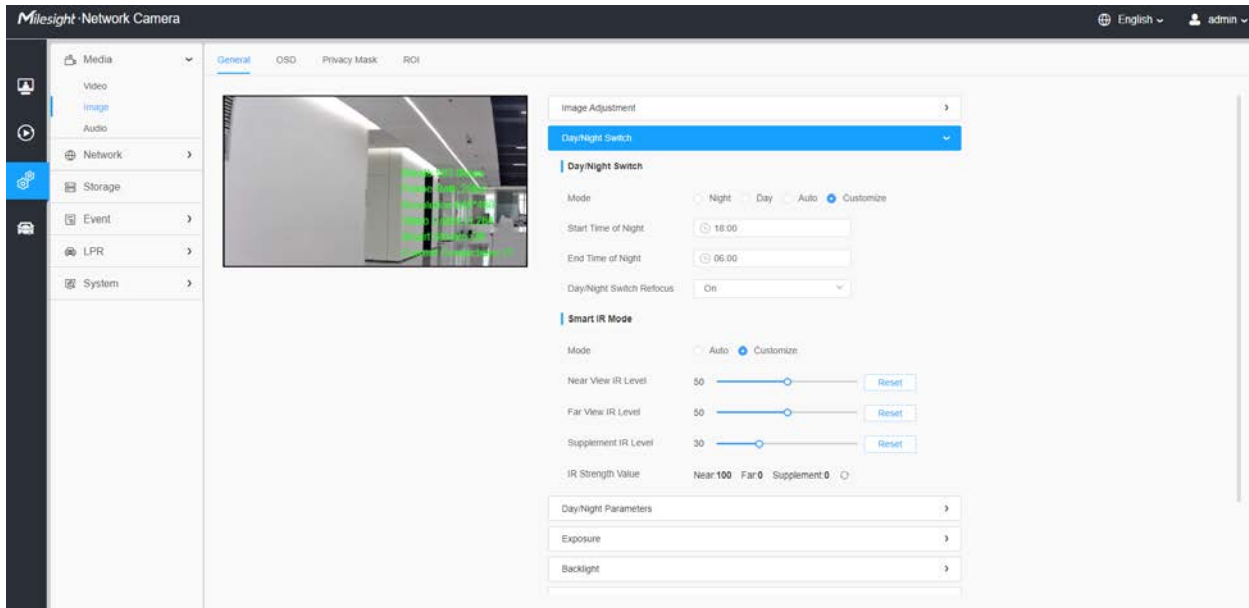 Milesight·Network Camera
English
admin
Media
Video
Image
Audio
Network
Storage
Event
LPR
System
General OSD Privacy Mask ROI
Image Adjustment
Day/Night Switch
Day/Night Switch
Mode Night Day Auto Customize
Start Time of Night 18:00
End Time of Night 06:00
Day/Night Switch Refocus On
Smart IR Mode
Mode Auto Customize
Near View IR Level 50 Reset
Far View IR Level 50 Reset
Supplement IR Level 30 Reset
IR Strength Value Near:100 Far:0 Supplement:0
Day/Night Parameters
Exposure
Backlight